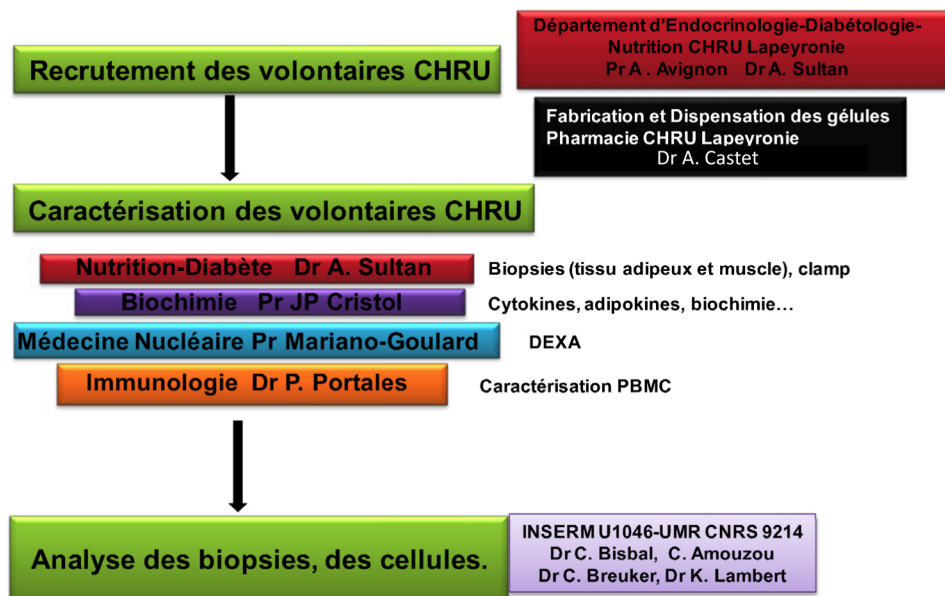 Recrutement des volontaires CHRU
Département d'Endocrinologie-Diabétologie-
Nutrition CHRU Lapeyronie
Pr A . Avignon Dr A. Sultan
Fabrication et Dispensation des gélules
Pharmacie CHRU Lapeyronie
Dr A. Castet
Caractérisation des volontaires CHRU
Nutrition-Diabète Dr A. Sultan
Biopsies (tissu adipeux et muscle), clamp
Biochimie Pr JP Cristol
Cytokines, adipokines, biochimie…
Médecine Nucléaire Pr Mariano-Goulard
DEXA
Immunologie Dr P. Portales
Caractérisation PBMC
Analyse des biopsies, des cellules.
INSERM U1046-UMR CNRS 9214
Dr C. Bisbal, C. Amouzou
Dr C. Breuker, Dr K. Lambert